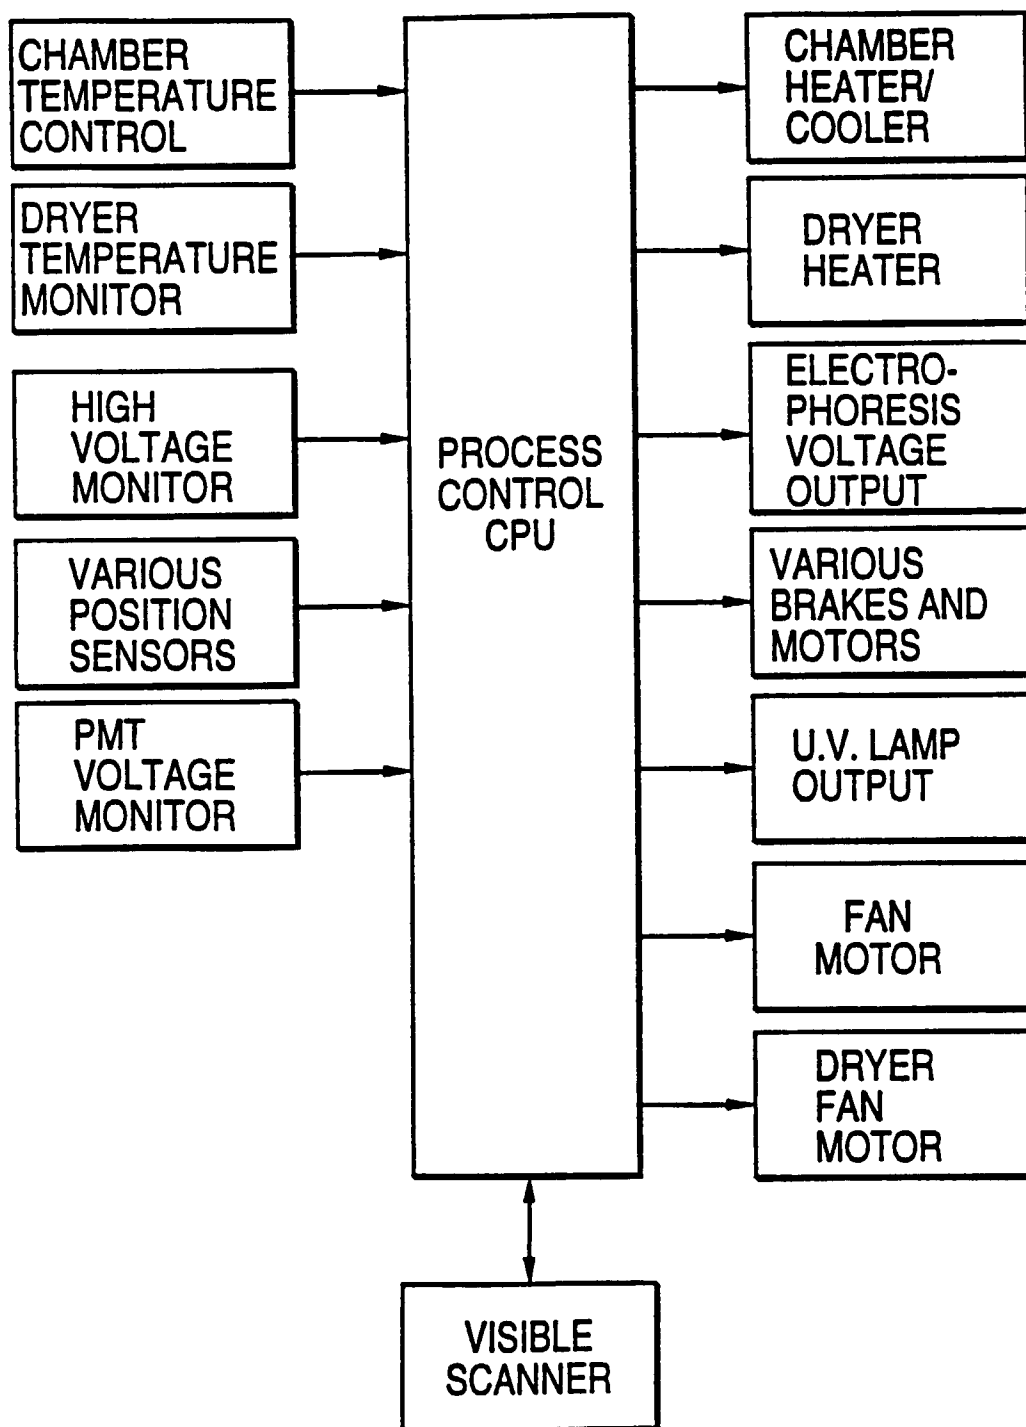 CHAMBER
TEMPERATURE
CONTROL
DRYER
TEMPERATURE
MONITOR
HIGH
VOLTAGE
MONITOR
VARIOUS
POSITION
SENSORS
PMT
VOLTAGE
MONITOR
PROCESS
CONTROL
CPU
CHAMBER
HEATER/
COOLER
DRYER
HEATER
ELECTRO-
PHORESIS
VOLTAGE
OUTPUT
VARIOUS
BRAKES AND
MOTORS
U.V. LAMP
OUTPUT
FAN
MOTOR
DRYER
FAN
MOTOR
VISIBLE
SCANNER